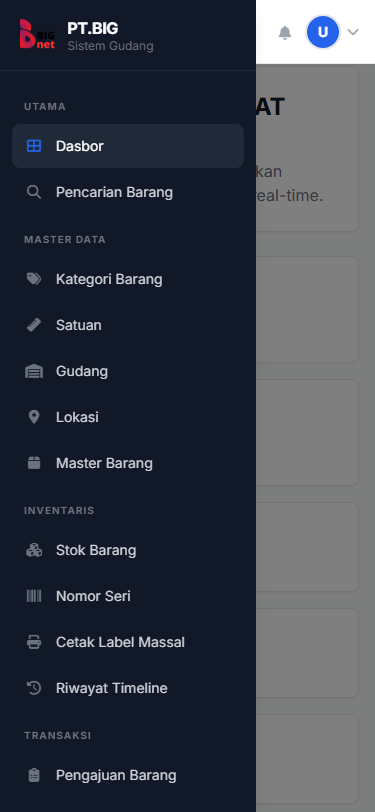 BIG
net
PT.BIG
Sistem Gudang
U
AT
kan
real-time.
UTAMA
Dasbor
Pencarian Barang
MASTER DATA
Kategori Barang
Satuan
Gudang
Lokasi
Master Barang
INVENTARIS
Stok Barang
Nomor Seri
Cetak Label Massal
Riwayat Timeline
TRANSAKSI
Pengajuan Barang